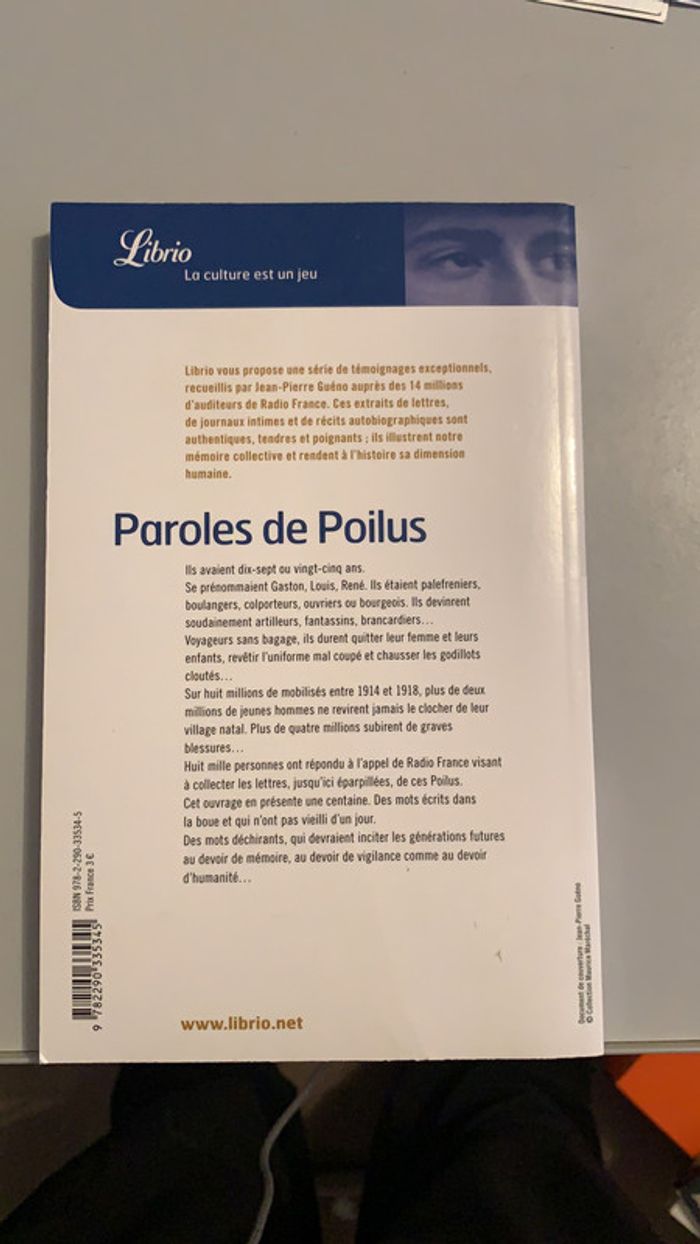 Librio
La culture est un jeu
Librio vous propose une série de témoignages exceptionnels,
recueillis par Jean-Pierre Guéno auprès des 14 millions
d'auditeurs de Radio France. Ces extraits de lettres,
de journaux intimes et de récits autobiographiques sont
authentiques, tendres et poignants ; ils illustrent notre
mémoire collective et rendent à l'histoire sa dimension
humaine.
Paroles de Poilus
Ils avaient dix-sept ou vingt-cinq ans.
Se prénommaient Gaston, Louis, René. Ils étaient palefreniers,
boulangers, colporteurs, ouvriers ou bourgeois. Ils devinrent
soudainement artilleurs, fantassins, brancardiers...
Voyageurs sans bagage, ils durent quitter leur femme et leurs
enfants, revêtir l'uniforme mal coupé et chausser les godillots
cloutés...
Sur huit millions de mobilisés entre 1914 et 1918, plus de deux
millions de jeunes hommes ne revirent jamais le clocher de leur
village natal. Plus de quatre millions subirent de graves
blessures...
Huit mille personnes ont répondu à l'appel de Radio France visant
à collecter les lettres, jusqu'ici éparpillées, de ces Poilus.
Cet ouvrage en présente une centaine. Des mots écrits dans
la boue et qui n'ont pas vieilli d'un jour.
Des mots déchirants, qui devraient inciter les générations futures
au devoir de mémoire, au devoir de vigilance comme au devoir
d'humanité...
ISBN 978-2-290-33534-5
Prix France 3 €
9 782290 335345
www.librio.net
Document de couverture : Jean-Pierre Guéno
© Collection Maurice Maréchal